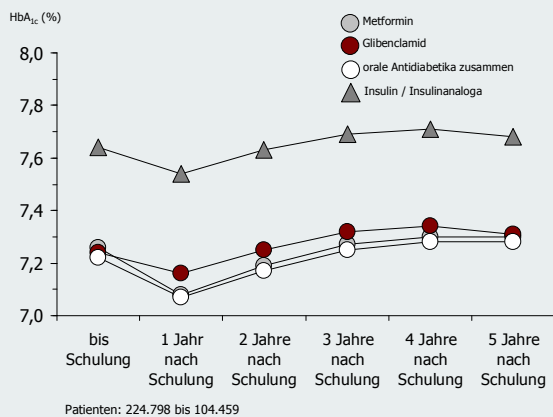 HbA1c (%)
Metformin
Glibenclamid
orale Antidiabetika zusammen
Insulin / Insulinanaloga
8,0
7,8
7,6
7,4
7,2
7,0
bis
Schulung
1 Jahr
nach
Schulung
2 Jahre
nach
Schulung
3 Jahre
nach
Schulung
4 Jahre
nach
Schulung
5 Jahre
nach
Schulung
Patienten: 224.798 bis 104.459